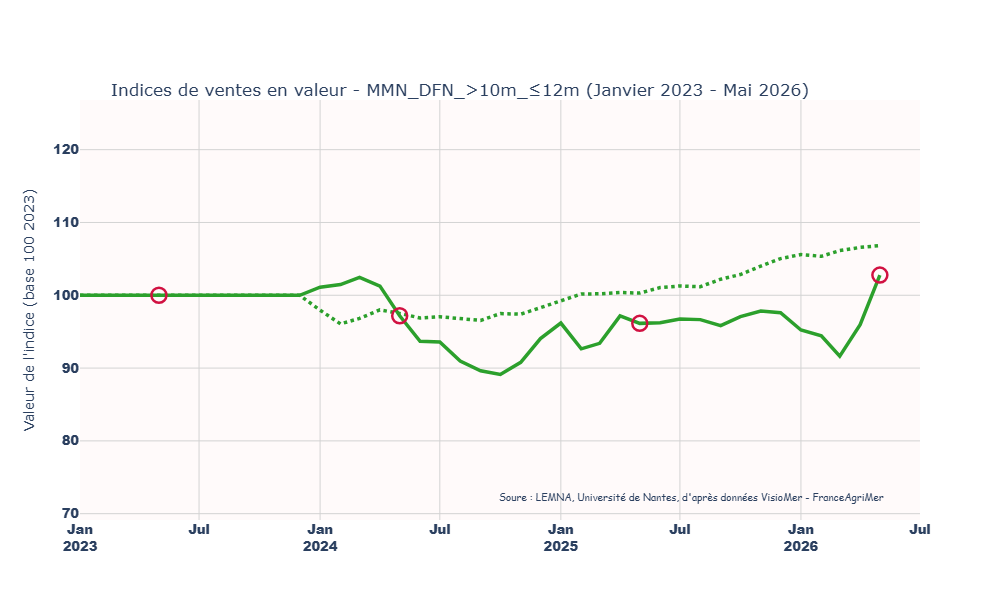 Indices de ventes en valeur - MMN_DFN_>10m_≤12m (Janvier 2023 - Mai 2026)
Valeur de l'indice (base 100 2023)
120
110
100
90
80
70
Soure : LEMNA, Université de Nantes, d'après données VisioMer - FranceAgriMer
Jan Jul Jan Jul Jan Jul Jan Jul
2023 2024 2025 2026